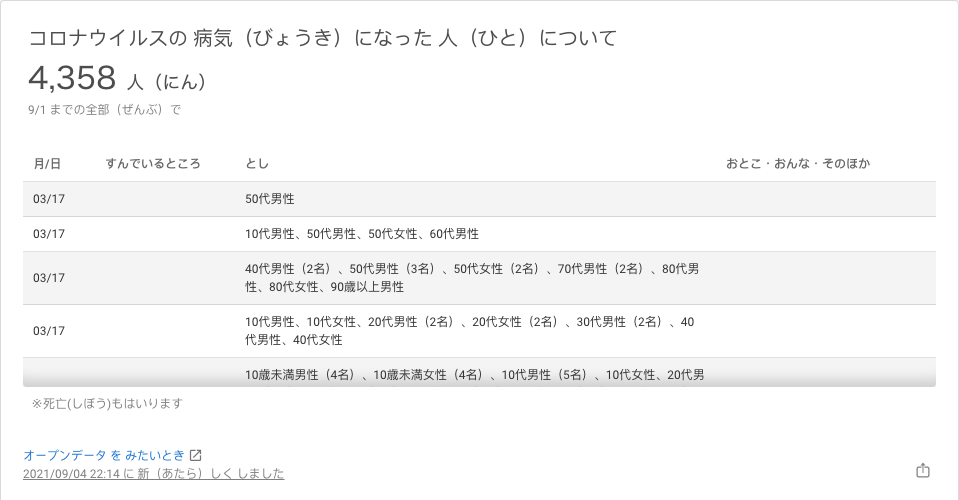 コロナウイルスの 病気（びょうき）になった 人（ひと）について
4,358 人（にん）
9/1 までの全部（ぜんぶ）で
月/日 すんでいるところ とし おとこ・おんな・そのほか
03/17 50代男性
03/17 10代男性、50代男性、50代女性、60代男性
03/17 40代男性（2名）、50代男性（3名）、50代女性（2名）、70代男性（2名）、80代男
性、80代女性、90歳以上男性
03/17 10代男性、10代女性、20代男性（2名）、20代女性（2名）、30代男性（2名）、40
代男性、40代女性
10歳未満男性（4名）、10歳未満女性（4名）、10代男性（5名）、10代女性、20代男
※死亡(しぼう)もはいります
オープンデータ を みたいとき
2021/09/04 22:14 に 新（あたら）しく しました